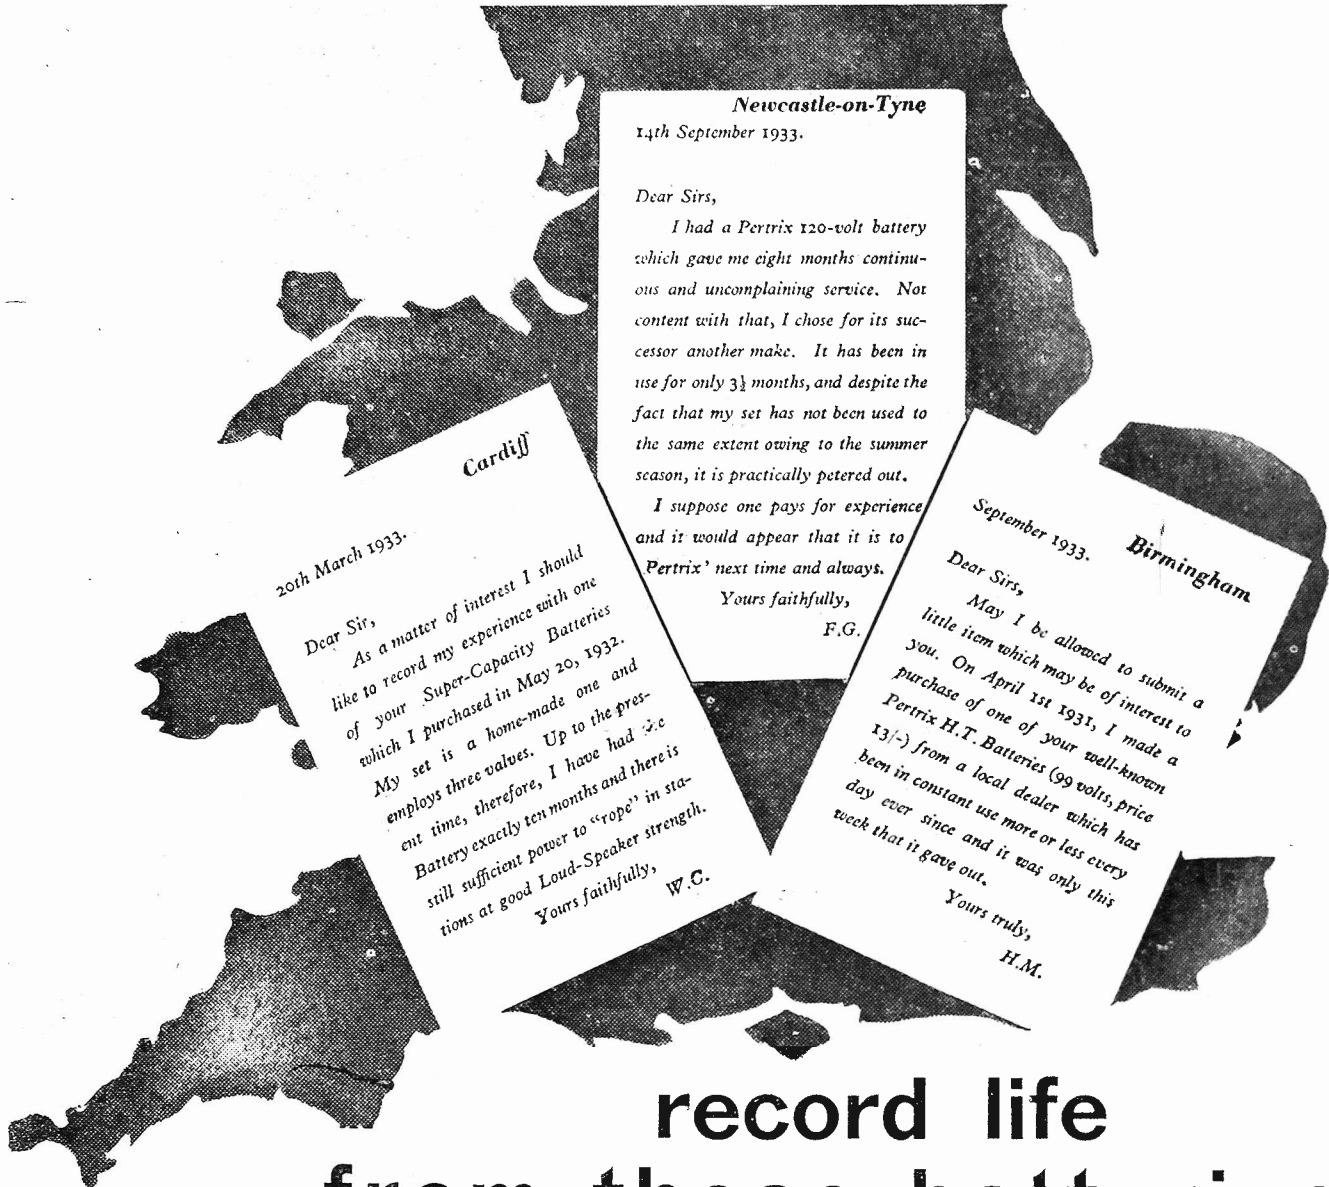 Newcastle-on-Tyne
14th September 1933.
Dear Sirs,
I had a Pertrix 120-volt battery
which gave me eight months continu-
ous and uncomplaining service. Not
content with that, I chose for its suc-
cessor another make. It has been in
use for only 3½ months, and despite the
fact that my set has not been used to
the same extent owing to the summer
season, it is practically petered out.
I suppose one pays for experience
and it would appear that it is to
Pertrix' next time and always.
Yours faithfully,
F.G.
Cardiff
20th March 1933.
Dear Sir,
As a matter of interest I should
like to record my experience with one
of your Super-Capacity Batteries
which I purchased in May 20, 1932.
My set is a home-made one and
employs three valves. Up to the pres-
ent time, therefore, I have had
Battery exactly ten months and there is
still sufficient power to "rope" in sta-
tions at good Loud-Speaker strength.
Yours faithfully,
W.C.
Birmingham
September 1933.
Dear Sirs,
May I be allowed to submit a
little item which may be of interest to
you. On April 1st 1931, I made a
purchase of one of your well-known
Pertrix H.T. Batteries (99 volts, price
13/-) from a local dealer which has
been in constant use more or less every
day ever since and it was only this
week that it gave out.
Yours truly,
H.M.
record life
from these